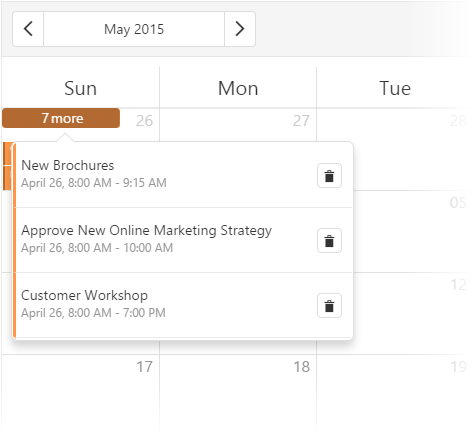 May 2015
Sun Mon Tue
7 more 26 27 28
New Brochures
April 26, 8:00 AM - 9:15 AM
05
Approve New Online Marketing Strategy
April 26, 8:00 AM - 10:00 AM
12
Customer Workshop
April 26, 8:00 AM - 7:00 PM
17 18 19